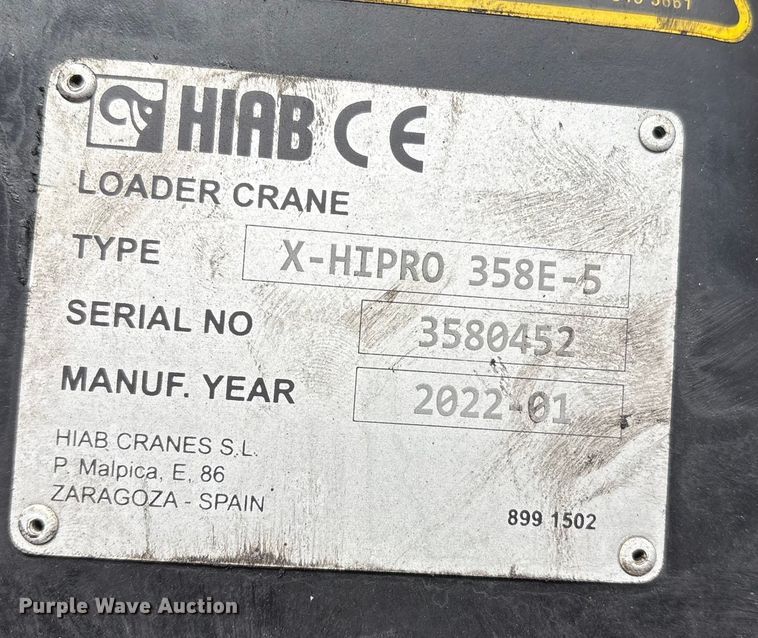 HIAB CE
LOADER CRANE
TYPE X-HIPRO 358E-5
SERIAL NO 3580452
MANUF. YEAR 2022-01
HIAB CRANES S.L.
P. Malpica, E, 86
ZARAGOZA - SPAIN
899 1502
Purple Wave Auction